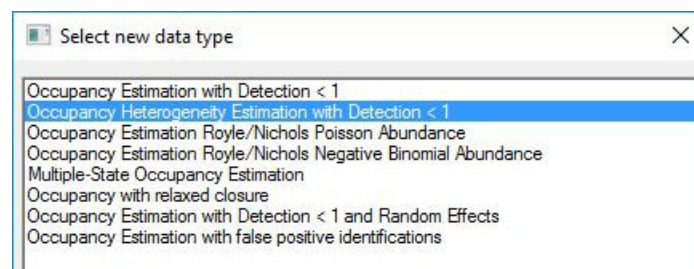 Select new data type
Occupancy Estimation with Detection < 1
Occupancy Heterogeneity Estimation with Detection < 1
Occupancy Estimation Royle/Nichols Poisson Abundance
Occupancy Estimation Royle/Nichols Negative Binomial Abundance
Multiple-State Occupancy Estimation
Occupancy with relaxed closure
Occupancy Estimation with Detection < 1 and Random Effects
Occupancy Estimation with false positive identifications